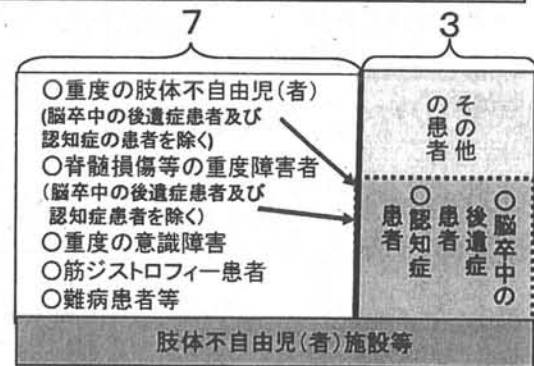 7
3
○重度の肢体不自由児(者)
(脳卒中の後遺症患者及び
認知症の患者を除く)
○脊髄損傷等の重度障害者
(脳卒中の後遺症患者及び
認知症患者を除く)
○重度の意識障害
○筋ジストロフィー患者
○難病患者等
その他
の患者
○脳卒中の
後遺症
患者
○認知症
患者
肢体不自由児(者)施設等